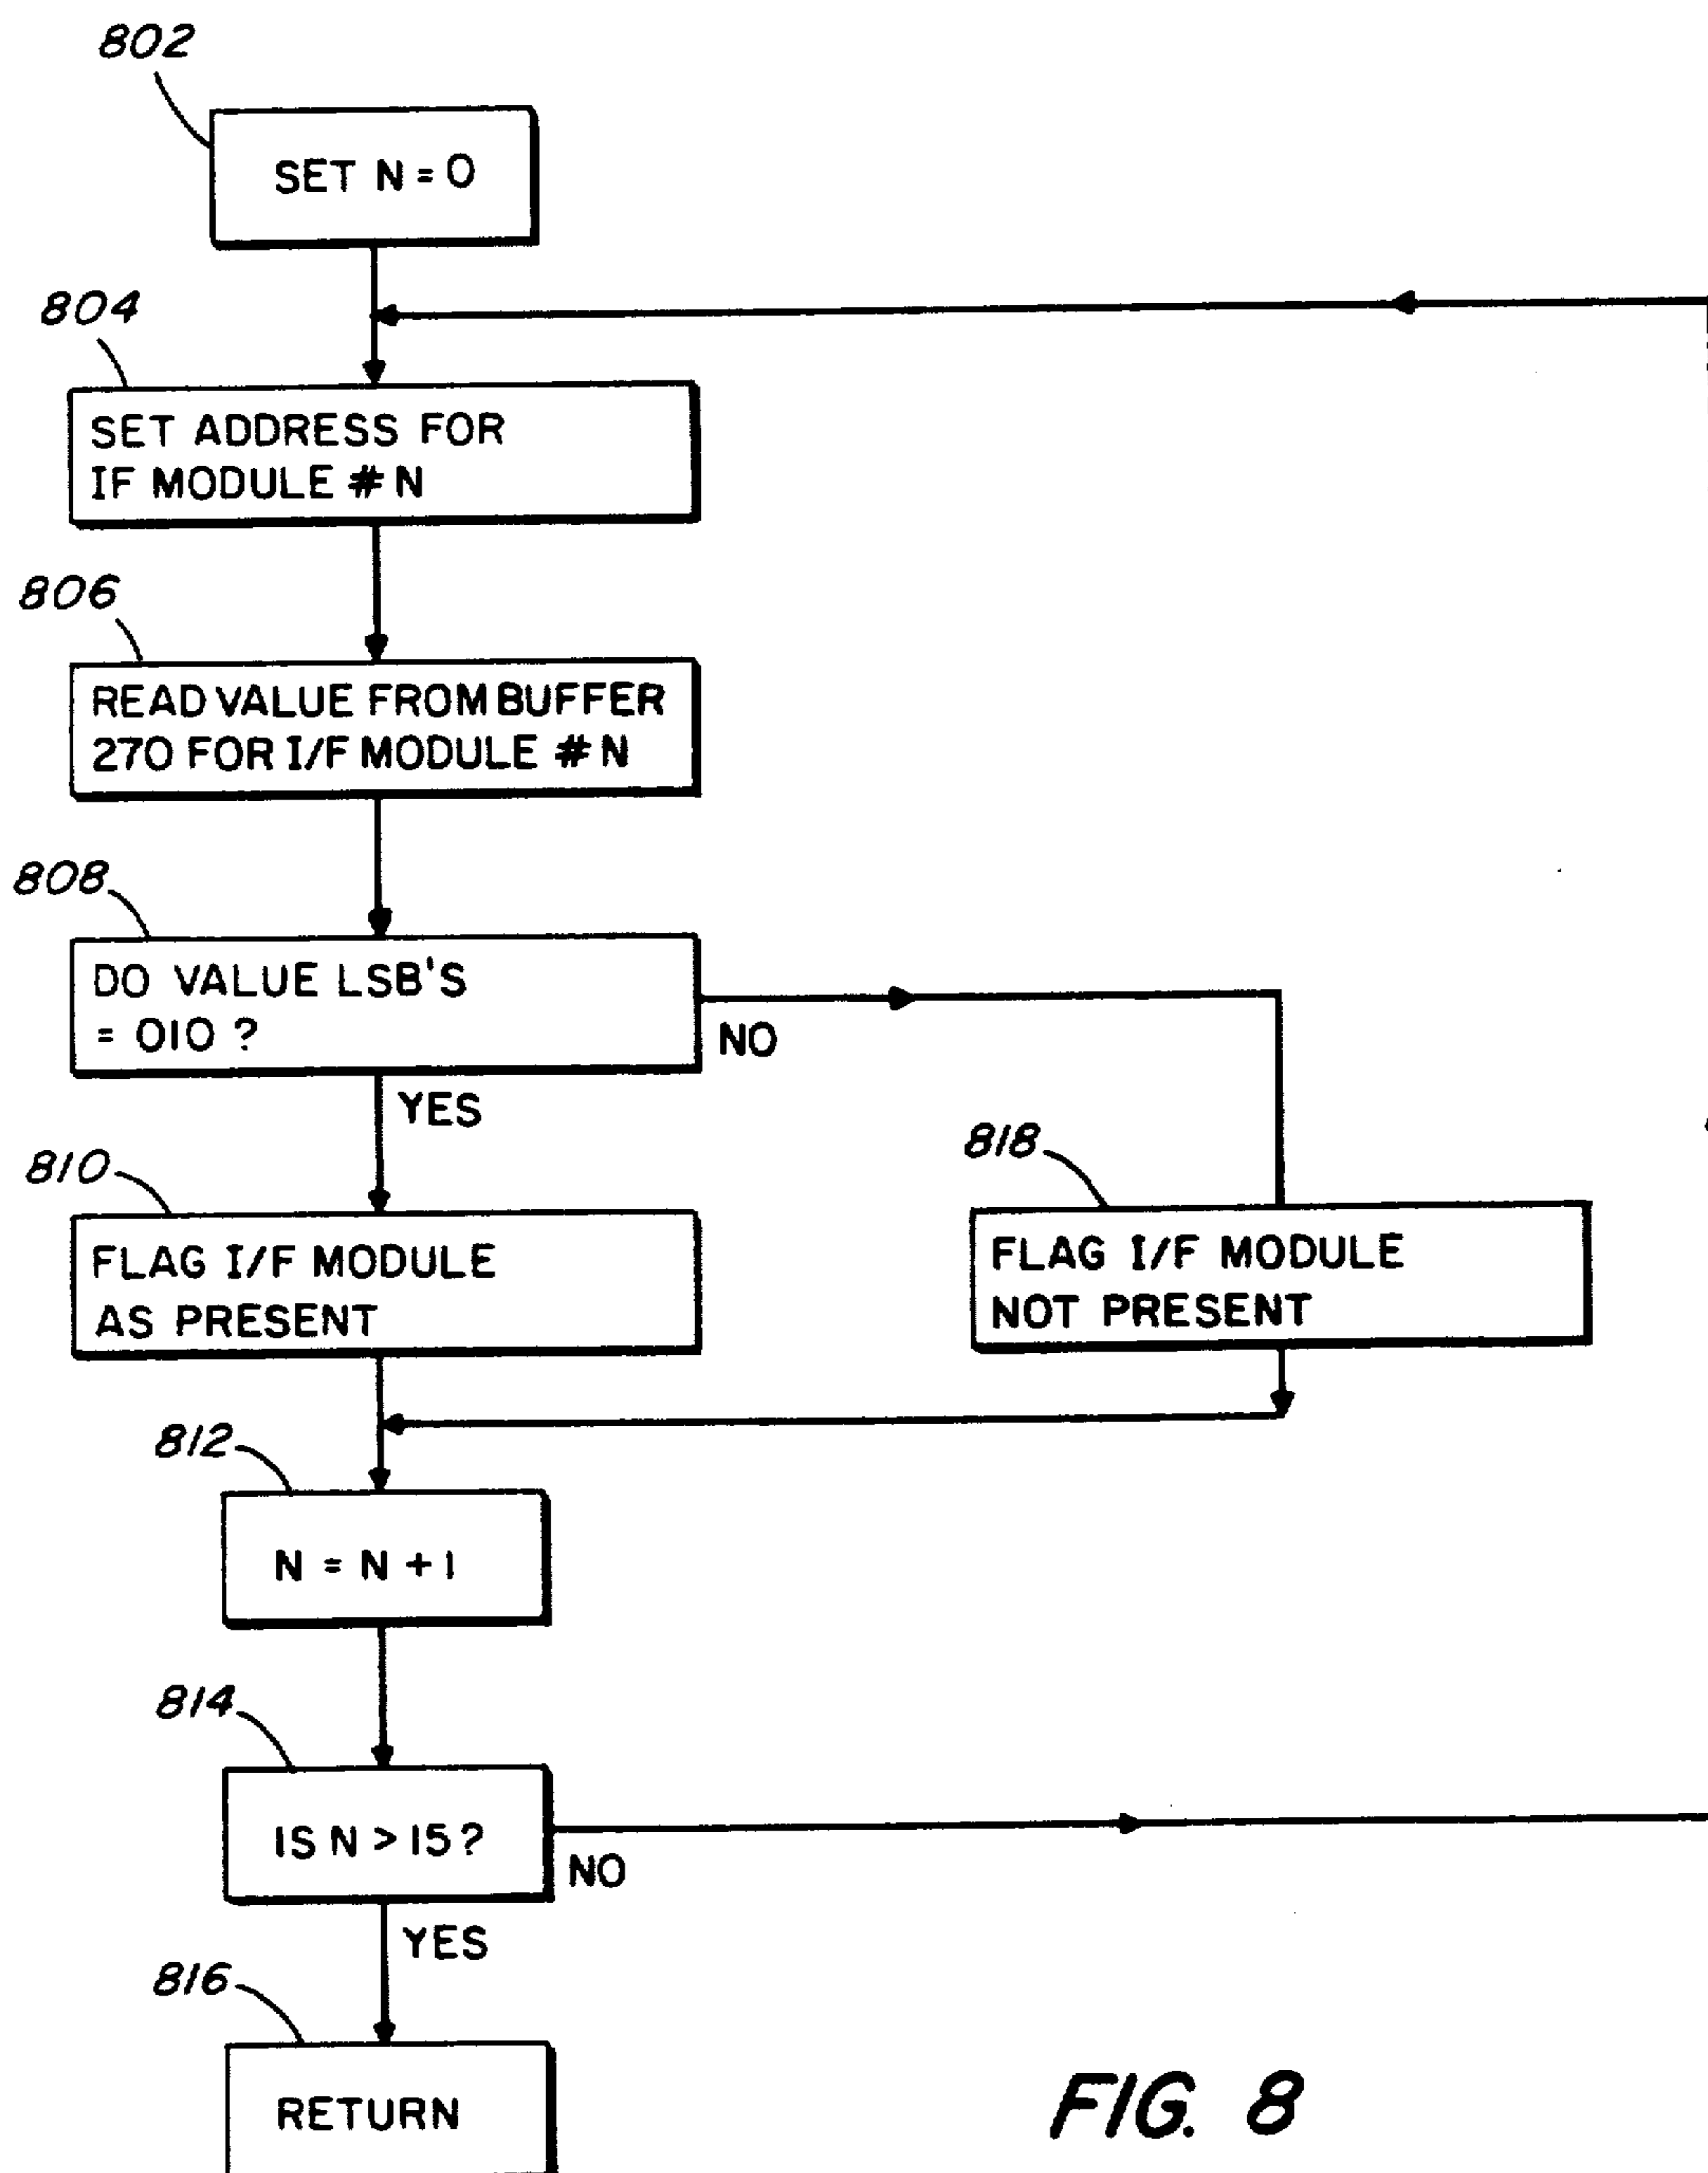 802
SET N = 0
804
SET ADDRESS FOR
IF MODULE # N
806
READ VALUE FROM BUFFER
270 FOR I/F MODULE # N
808
DO VALUE LSB'S
= 010 ?
NO
YES
810
FLAG I/F MODULE
AS PRESENT
818
FLAG I/F MODULE
NOT PRESENT
812
N = N + 1
814
IS N > 15 ?
NO
YES
816
RETURN
FIG. 8